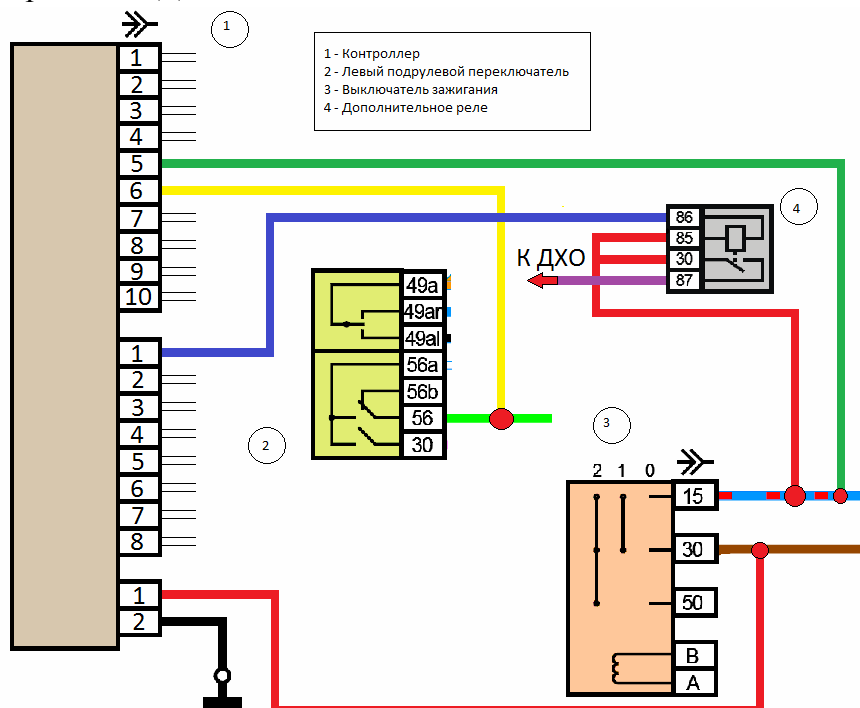 1
1 - Контроллер
2 - Левый подрулевой переключатель
3 - Выключатель зажигания
4 - Дополнительное реле
1
2
3
4
5
6
7
8
9
10
1
2
3
4
5
6
7
8
1
2
4
86
85
30
87
К ДХО
49a
49ar
49al
56a
56b
56
30
2
3
2 1 0
15
30
50
B
A